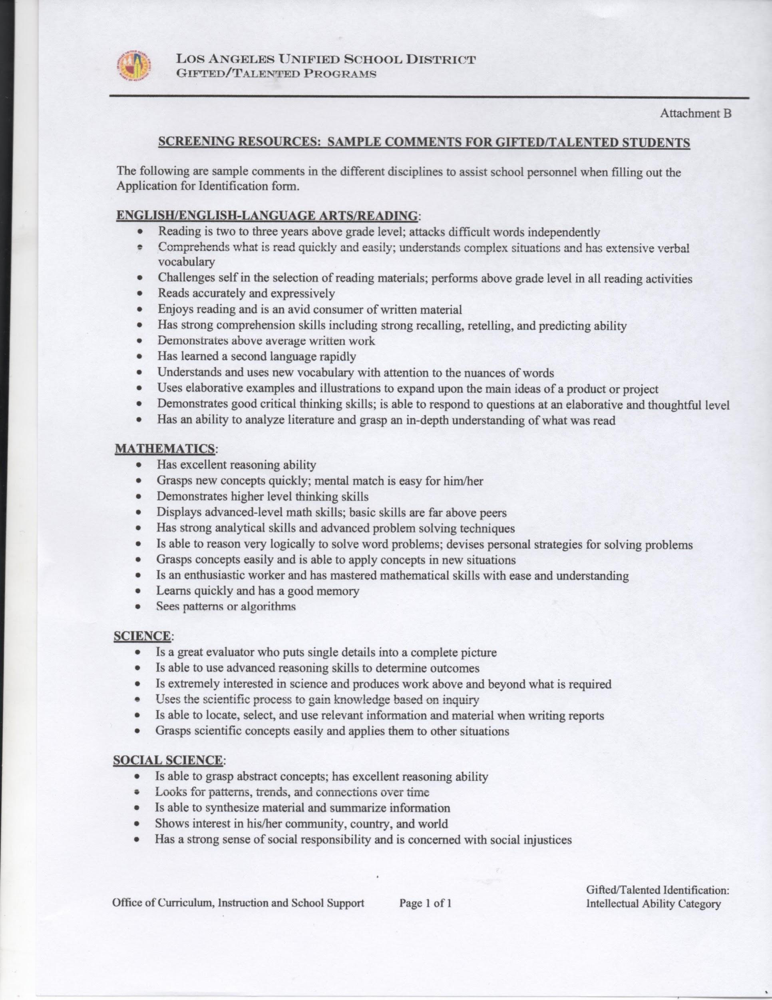 LOS ANGELES UNIFIED SCHOOL DISTRICT
GIFTED/TALENTED PROGRAMS
Attachment B
SCREENING RESOURCES: SAMPLE COMMENTS FOR GIFTED/TALENTED STUDENTS
The following are sample comments in the different disciplines to assist school personnel when filling out the
Application for Identification form.
ENGLISH/ENGLISH-LANGUAGE ARTS/READING:
• Reading is two to three years above grade level; attacks difficult words independently
• Comprehends what is read quickly and easily; understands complex situations and has extensive verbal
vocabulary
• Challenges self in the selection of reading materials; performs above grade level in all reading activities
• Reads accurately and expressively
• Enjoys reading and is an avid consumer of written material
• Has strong comprehension skills including strong recalling, retelling, and predicting ability
• Demonstrates above average written work
• Has learned a second language rapidly
• Understands and uses new vocabulary with attention to the nuances of words
• Uses elaborative examples and illustrations to expand upon the main ideas of a product or project
• Demonstrates good critical thinking skills; is able to respond to questions at an elaborative and thoughtful level
• Has an ability to analyze literature and grasp an in-depth understanding of what was read
MATHEMATICS:
• Has excellent reasoning ability
• Grasps new concepts quickly; mental match is easy for him/her
• Demonstrates higher level thinking skills
• Displays advanced-level math skills; basic skills are far above peers
• Has strong analytical skills and advanced problem solving techniques
• Is able to reason very logically to solve word problems; devises personal strategies for solving problems
• Grasps concepts easily and is able to apply concepts in new situations
• Is an enthusiastic worker and has mastered mathematical skills with ease and understanding
• Learns quickly and has a good memory
• Sees patterns or algorithms
SCIENCE:
• Is a great evaluator who puts single details into a complete picture
• Is able to use advanced reasoning skills to determine outcomes
• Is extremely interested in science and produces work above and beyond what is required
• Uses the scientific process to gain knowledge based on inquiry
• Is able to locate, select, and use relevant information and material when writing reports
• Grasps scientific concepts easily and applies them to other situations
SOCIAL SCIENCE:
• Is able to grasp abstract concepts; has excellent reasoning ability
• Looks for patterns, trends, and connections over time
• Is able to synthesize material and summarize information
• Shows interest in his/her community, country, and world
• Has a strong sense of social responsibility and is concerned with social injustices
Office of Curriculum, Instruction and School Support Page 1 of 1
Gifted/Talented Identification:
Intellectual Ability Category